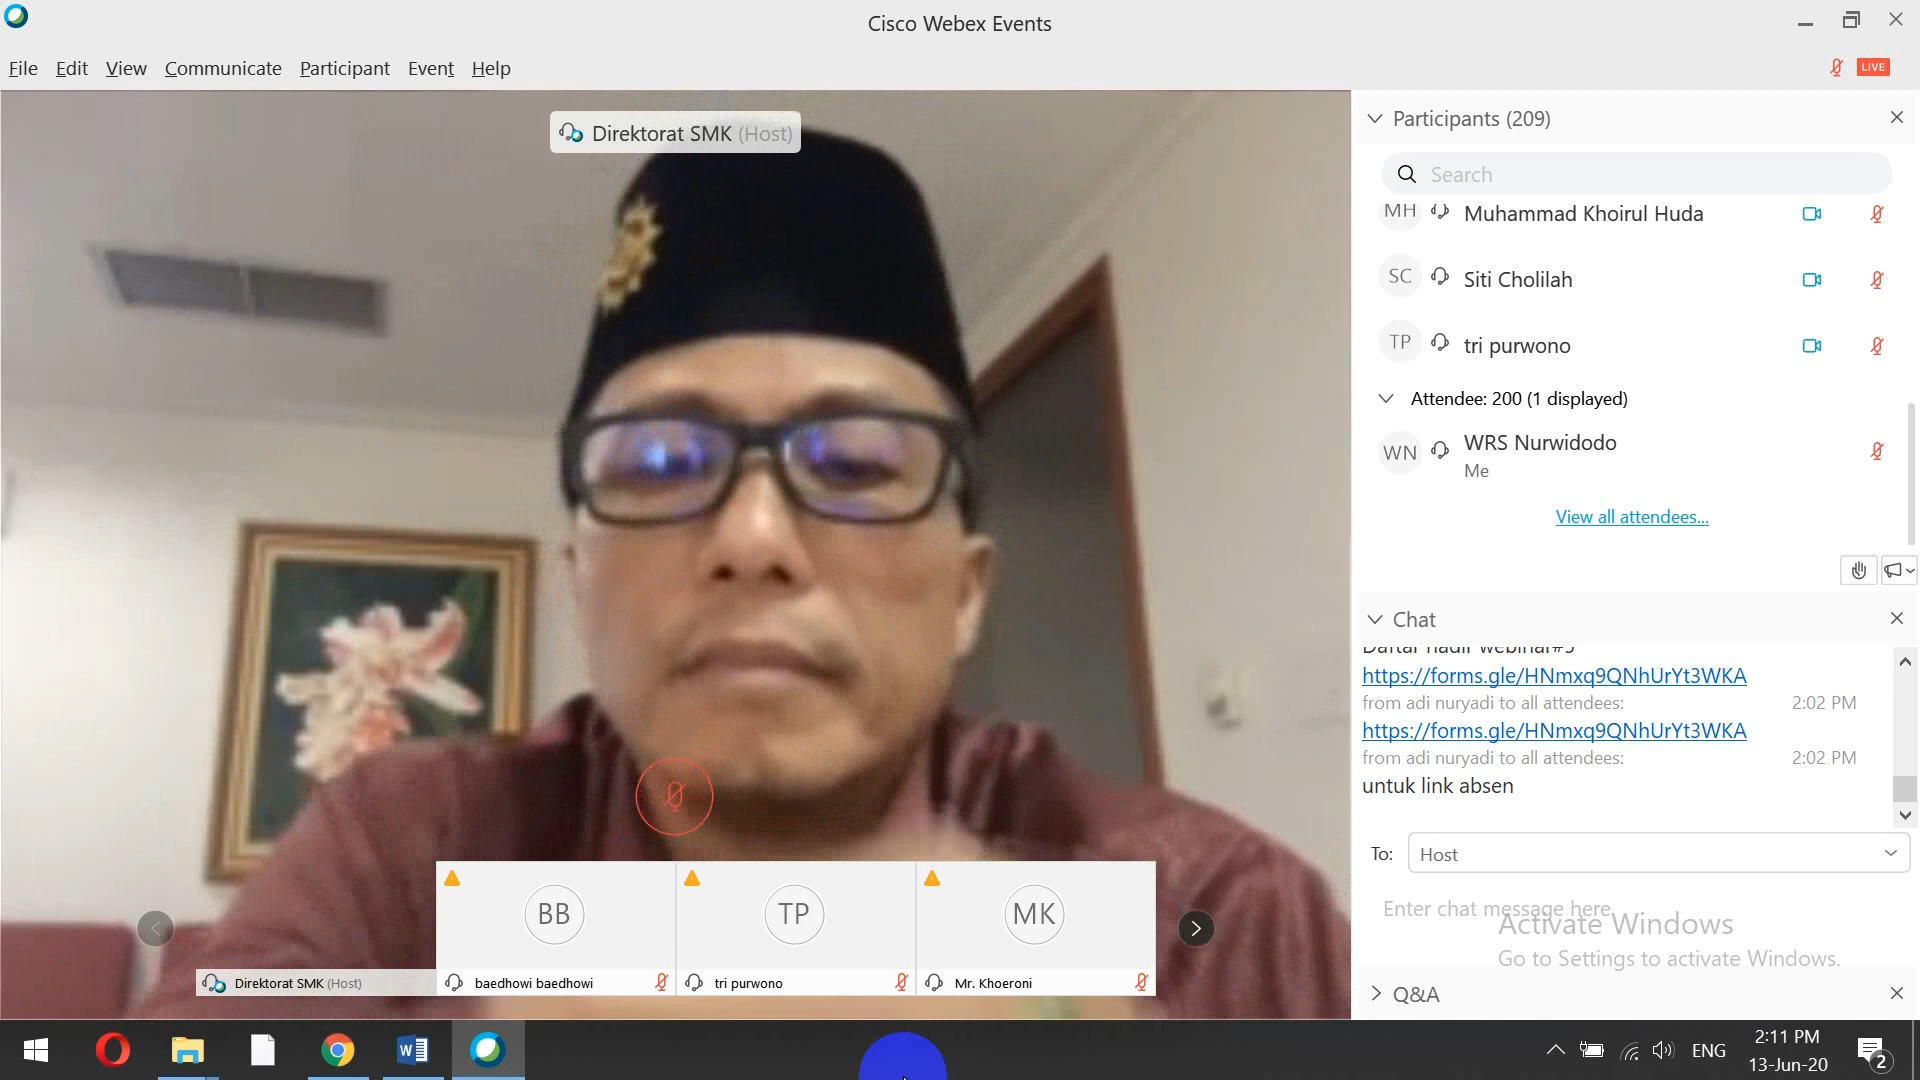 Cisco Webex Events
File Edit View Communicate Participant Event Help
LIVE
Direktorat SMK (Host)
BB
TP
MK
Direktorat SMK (Host)
baedhowi baedhowi
tri purwono
Mr. Khoeroni
Participants (209)
Search
MH Muhammad Khoirul Huda
SC Siti Cholilah
TP tri purwono
Attendee: 200 (1 displayed)
WN WRS Nurwidodo
Me
View all attendees...
Chat
Daftar hadir webinar#5
https://forms.gle/HNmxq9QNhUrYt3WKA
from adi nuryadi to all attendees: 2:02 PM
https://forms.gle/HNmxq9QNhUrYt3WKA
from adi nuryadi to all attendees: 2:02 PM
untuk link absen
To: Host
Enter chat message here
Activate Windows
Go to Settings to activate Windows.
Q&A
ENG
2:11 PM
13-Jun-20
2